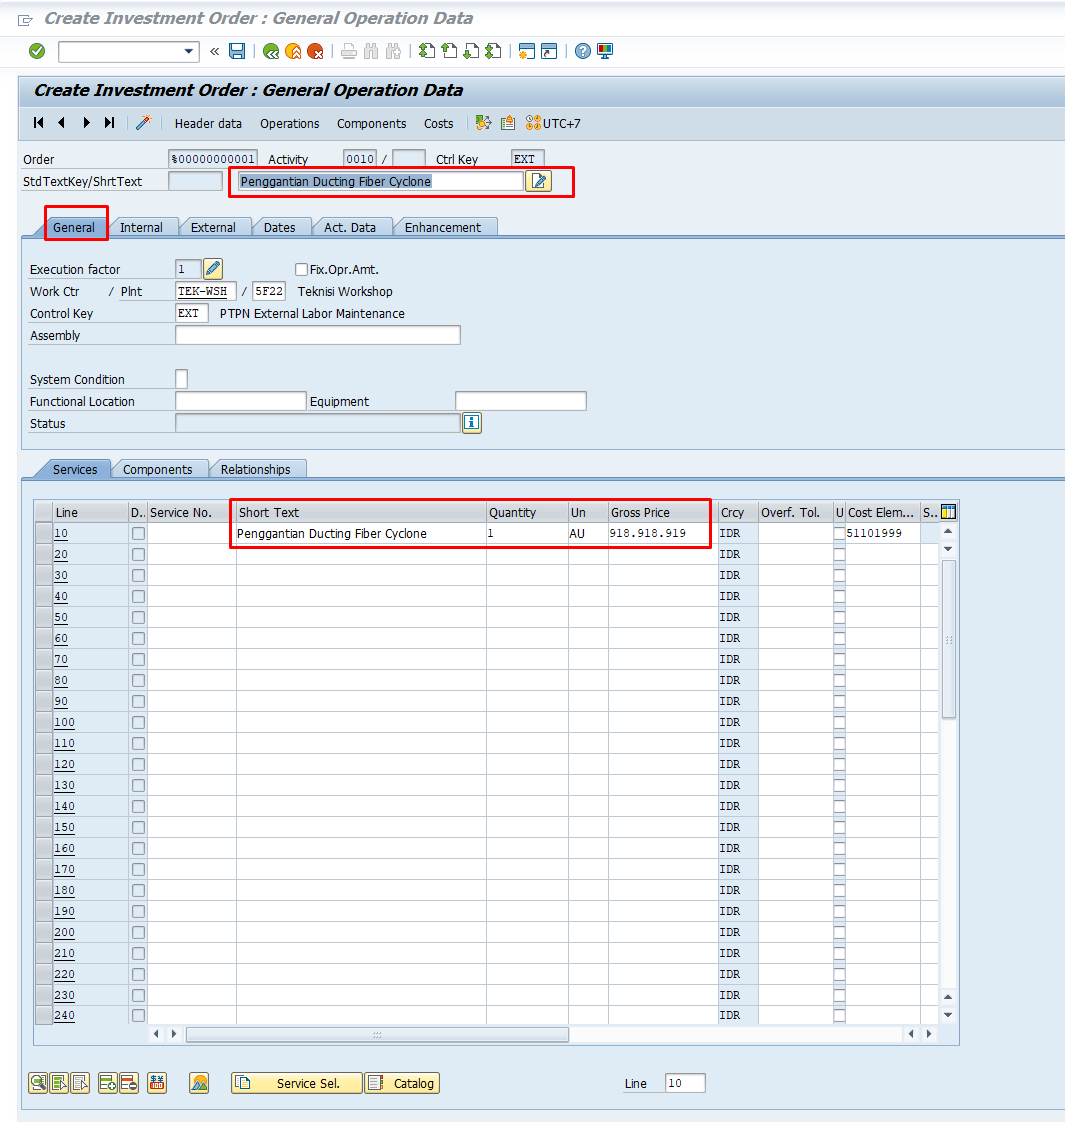 Create Investment Order : General Operation Data
Create Investment Order : General Operation Data
Header data Operations Components Costs UTC+7
Order %00000000001 Activity 0010 / Ctrl Key EXT
StdTextKey/ShrtText Penggantian Ducting Fiber Cyclone
General Internal External Dates Act. Data Enhancement
Execution factor 1 Fix.Opr.Amt.
Work Ctr / Plnt TEK-WSH / 5F22 Teknisi Workshop
Control Key EXT PTPN External Labor Maintenance
Assembly
System Condition
Functional Location Equipment
Status
Services Components Relationships
Line D.. Service No. Short Text Quantity Un Gross Price Crcy Overf. Tol. U Cost Elem... S..
10 Penggantian Ducting Fiber Cyclone 1 AU 918.918.919 IDR 51101999
20 IDR
30 IDR
40 IDR
50 IDR
60 IDR
70 IDR
80 IDR
90 IDR
100 IDR
110 IDR
120 IDR
130 IDR
140 IDR
150 IDR
160 IDR
170 IDR
180 IDR
190 IDR
200 IDR
210 IDR
220 IDR
230 IDR
240 IDR
Service Sel. Catalog Line 10